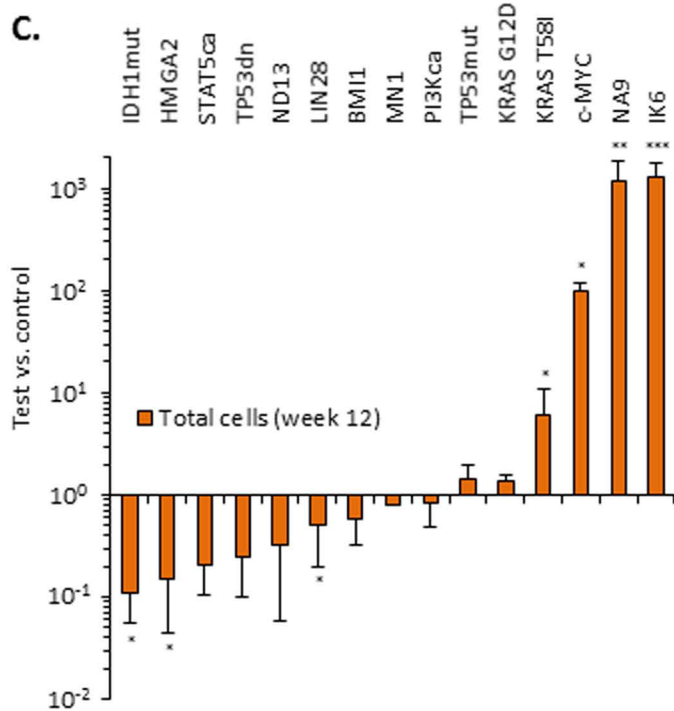 C.
IDH1mut
HMGA2
STAT5ca
TP53dn
ND13
LIN28
BMI1
MN1
PI3Kca
TP53mut
KRAS G12D
KRAS T58I
c-MYC
NA9
IK6
Test vs. control
10³
10²
10¹
10⁰
10⁻¹
10⁻²
Total cells (week 12)
*
*
*
*
*
**
***